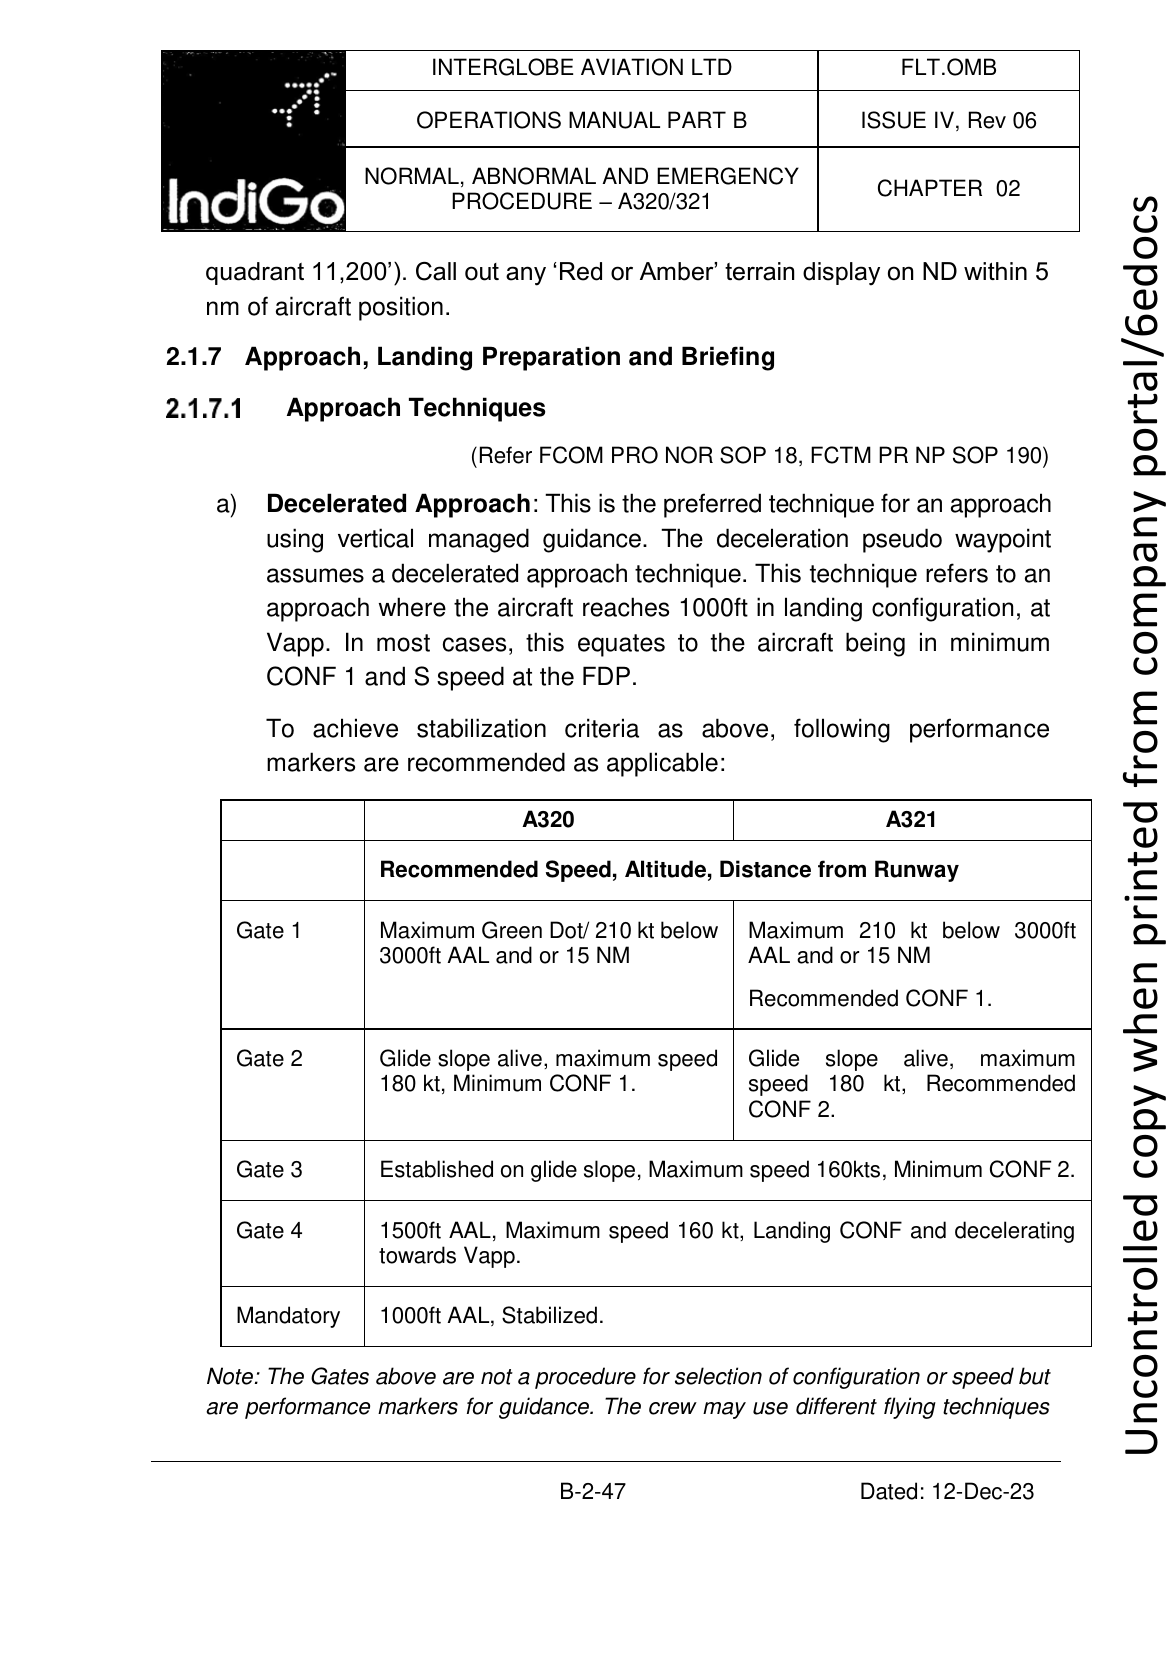 INTERGLOBE AVIATION LTD
FLT.OMB
OPERATIONS MANUAL PART B
ISSUE IV, Rev 06
IndiGo
NORMAL, ABNORMAL AND EMERGENCY
PROCEDURE – A320/321
CHAPTER 02
quadrant 11,200’). Call out any ‘Red or Amber’ terrain display on ND within 5
nm of aircraft position.
2.1.7 Approach, Landing Preparation and Briefing
2.1.7.1 Approach Techniques
(Refer FCOM PRO NOR SOP 18, FCTM PR NP SOP 190)
a) Decelerated Approach: This is the preferred technique for an approach
using vertical managed guidance. The deceleration pseudo waypoint
assumes a decelerated approach technique. This technique refers to an
approach where the aircraft reaches 1000ft in landing configuration, at
Vapp. In most cases, this equates to the aircraft being in minimum
CONF 1 and S speed at the FDP.
To achieve stabilization criteria as above, following performance
markers are recommended as applicable:
A320
A321
Recommended Speed, Altitude, Distance from Runway
Gate 1
Maximum Green Dot/ 210 kt below
3000ft AAL and or 15 NM
Maximum 210 kt below 3000ft
AAL and or 15 NM
Recommended CONF 1.
Gate 2
Glide slope alive, maximum speed
180 kt, Minimum CONF 1.
Glide slope alive, maximum
speed 180 kt, Recommended
CONF 2.
Gate 3
Established on glide slope, Maximum speed 160kts, Minimum CONF 2.
Gate 4
1500ft AAL, Maximum speed 160 kt, Landing CONF and decelerating
towards Vapp.
Mandatory
1000ft AAL, Stabilized.
Note: The Gates above are not a procedure for selection of configuration or speed but
are performance markers for guidance. The crew may use different flying techniques
B-2-47
Dated: 12-Dec-23
Uncontrolled copy when printed from company portal/6edocs